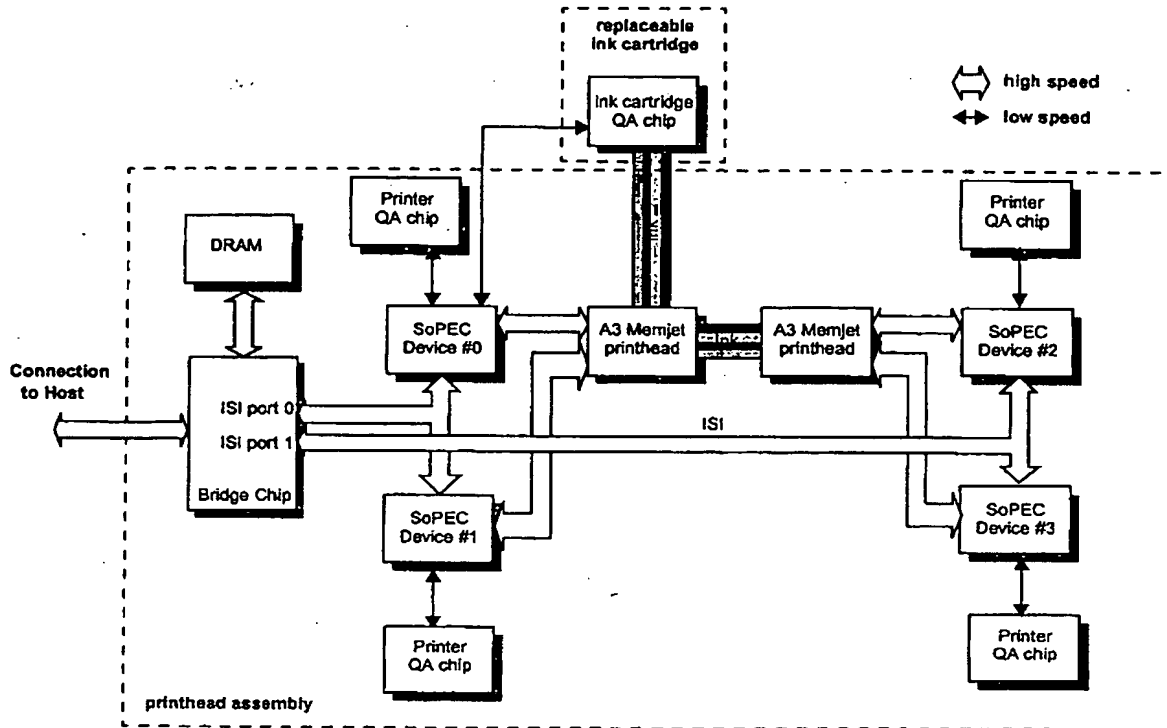 replaceable
ink cartridge
Ink cartridge
QA chip
high speed
low speed
Printer
QA chip
Printer
QA chip
DRAM
SoPEC
Device #0
A3 Memjet
printhead
Ink
A3 Memjet
printhead
SoPEC
Device #2
Connection
to Host
ISI port 0
ISI port 1
ISI
Bridge Chip
SoPEC
Device #1
SoPEC
Device #3
Printer
QA chip
Printer
QA chip
printhead assembly